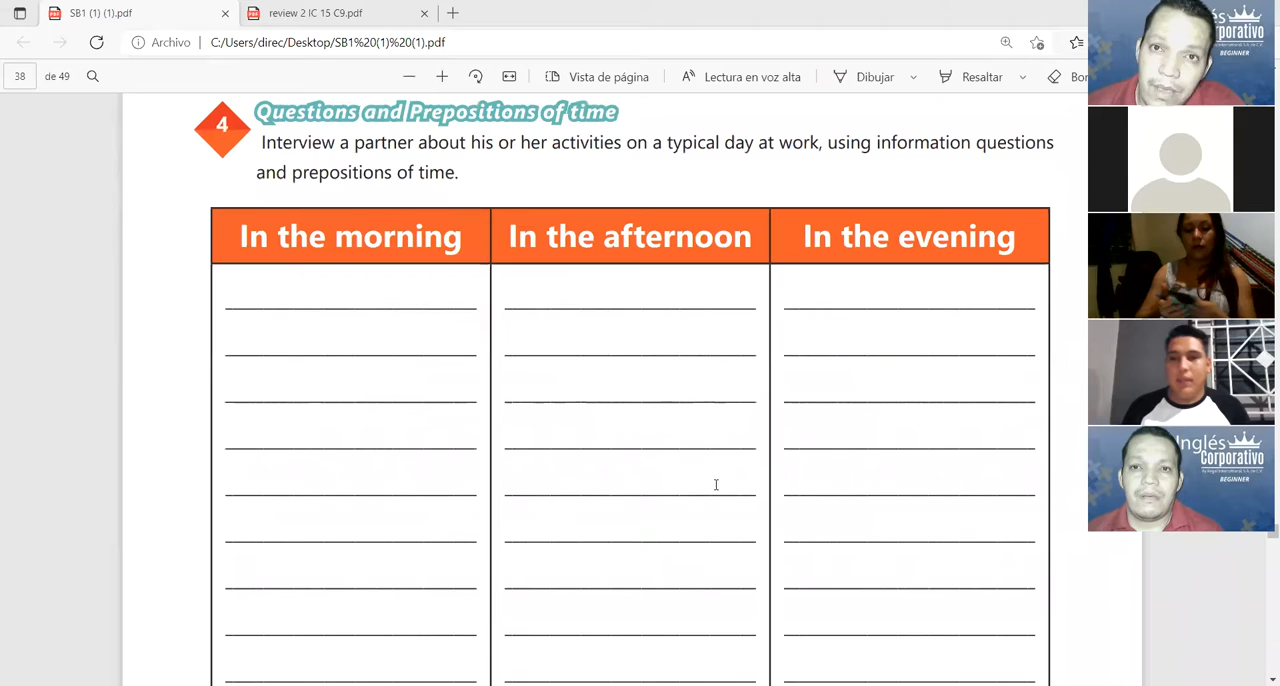 SB1 (1) (1).pdf
review 2 IC 15 C9.pdf
Archivo
C:/Users/direc/Desktop/SB1%20(1)%20(1).pdf
38
de 49
Vista de página
Lectura en voz alta
Dibujar
Resaltar
4
Questions and Prepositions of time
Interview a partner about his or her activities on a typical day at work, using information questions
and prepositions of time.
In the morning
In the afternoon
In the evening
Corporativo
BEGINNER
Inglés
Corporativo
BEGINNER